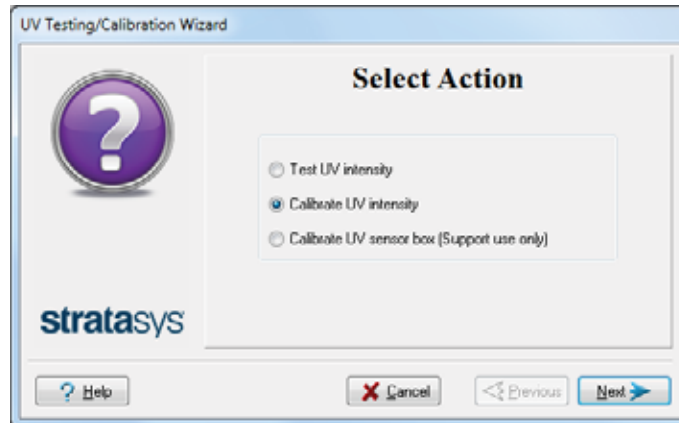 UV Testing/Calibration Wizard
Select Action
Test UV intensity
Calibrate UV intensity
Calibrate UV sensor box (Support use only)
stratasys
? Help
Cancel
Previous
Next